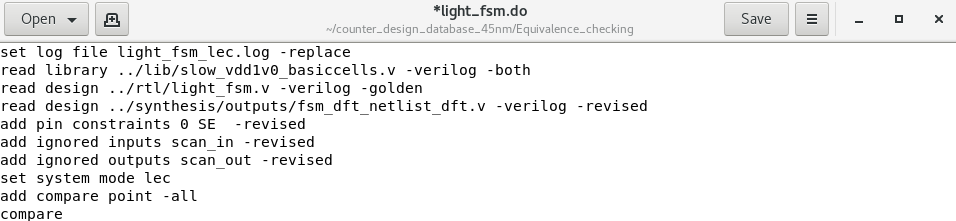 Open
*light_fsm.do
~/counter_design_database_45nm/Equivalence_checking
Save
set log file light_fsm_lec.log -replace
read library ../lib/slow_vdd1v0_basiccells.v -verilog -both
read design ../rtl/light_fsm.v -verilog -golden
read design ../synthesis/outputs/fsm_dft_netlist_dft.v -verilog -revised
add pin constraints 0 SE  -revised
add ignored inputs scan_in -revised
add ignored outputs scan_out -revised
set system mode lec
add compare point -all
compare